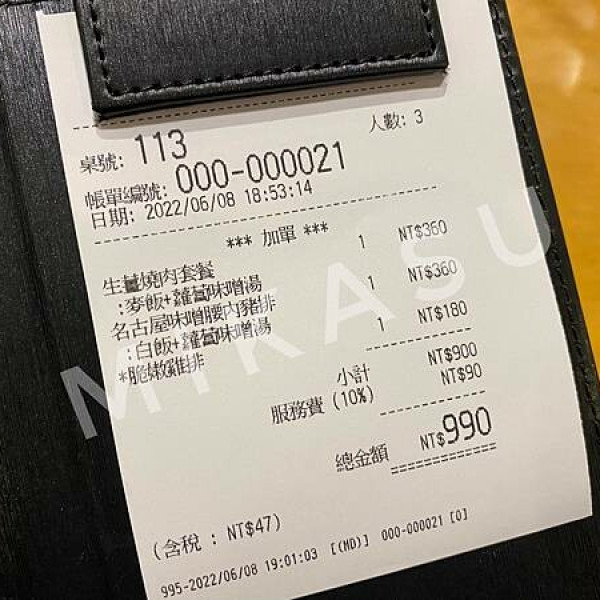 桌號: 113
人數: 3
帳單編號: 000-000021
日期: 2022/06/08 18:53:14
*** 加單 ***
生薑燒肉套餐 1 NT$360
:麥飯+蘿蔔味噌湯
名古屋味噌腰內豬排 1 NT$360
:白飯+蘿蔔味噌湯
*脆嫩雞排 1 NT$180
小計 NT$900
服務費 (10%) NT$90
總金額 NT$990
(含稅 : NT$47)
995-2022/06/08 19:01:03 [(MD)] 000-000021 [0]
MIKASU